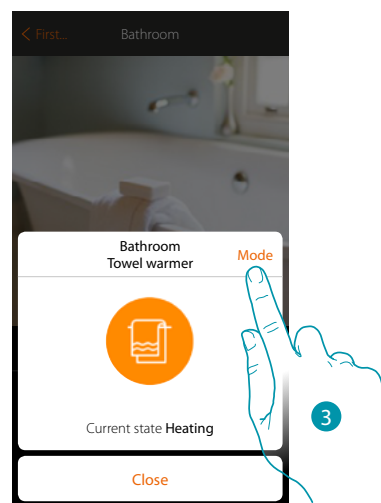 < First... Bathroom
Bathroom
Towel warmer
Mode
Current state Heating
Close
3